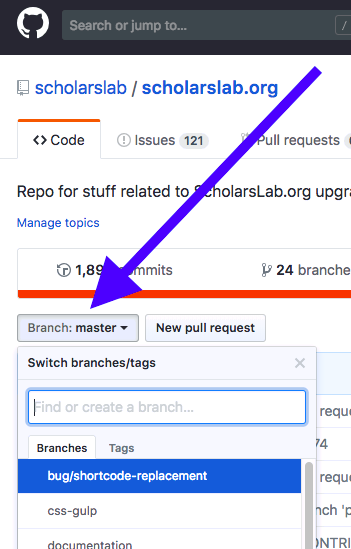 Search or jump to... /
scholarslab / scholarslab.org
Code Issues 121 Pull requests
Repo for stuff related to ScholarsLab.org upgra
Manage topics
1,89 commits 24 branche
Branch: master New pull request
Switch branches/tags ×
Find or create a branch...
reque
Branches Tags
74
bug/shortcode-replacement
reque
css-gulp
nch 'p
documentation
ONTRI